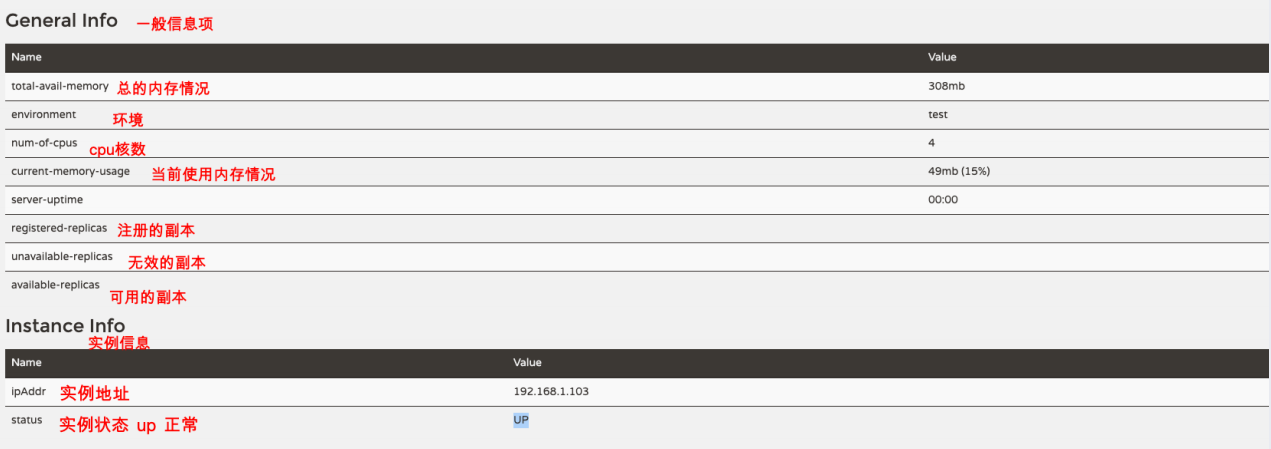 General Info 一般信息项
Name Value
total-avail-memory 总的内存情况 308mb
environment 环境 test
num-of-cpus cpu核数 4
current-memory-usage 当前使用内存情况 49mb (15%)
server-uptime 00:00
registered-replicas 注册的副本
unavailable-replicas 无效的副本
available-replicas 可用的副本
Instance Info 实例信息
Name Value
ipAddr 实例地址 192.168.1.103
status 实例状态 up 正常 UP